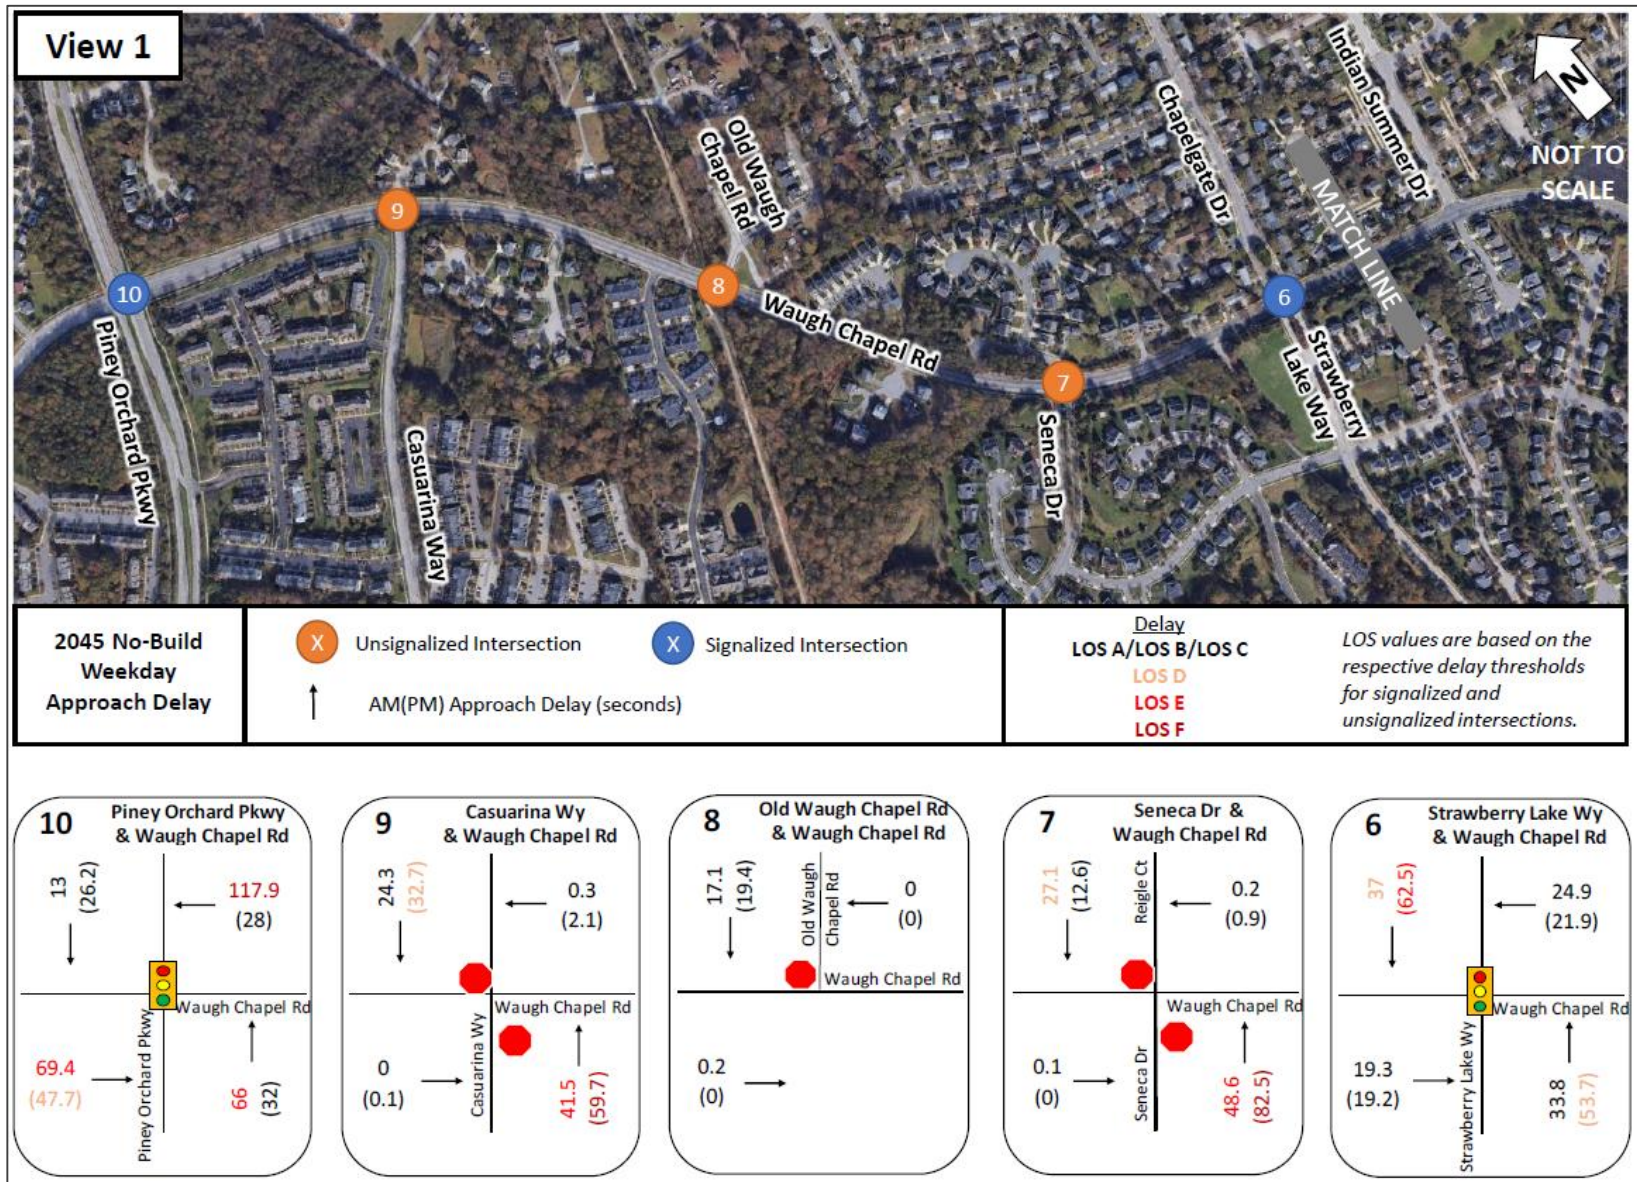 View 1
Indian Summer Dr
N
NOT TO
SCALE
Chapelgate Dr
Old Waugh
Chapel Rd
MATCH LINE
9
10
8
6
7
Waugh Chapel Rd
Piney Orchard Pkwy
Casuarina Way
Seneca Dr
Strawberry
Lake Way
2045 No-Build
Weekday
Approach Delay
X Unsignalized Intersection
X Signalized Intersection
AM(PM) Approach Delay (seconds)
Delay
LOS A/LOS B/LOS C
LOS D
LOS E
LOS F
LOS values are based on the
respective delay thresholds
for signalized and
unsignalized intersections.
10
Piney Orchard Pkwy
& Waugh Chapel Rd
13
(26.2)
117.9
(28)
Waugh Chapel Rd
Piney Orchard Pkwy
69.4
(47.7)
66
(32)
9
Casuarina Wy
& Waugh Chapel Rd
24.3
(32.7)
0.3
(2.1)
Waugh Chapel Rd
Casuarina Wy
0
(0.1)
41.5
(59.7)
8
Old Waugh Chapel Rd
& Waugh Chapel Rd
17.1
(19.4)
Old Waugh
Chapel Rd
0
(0)
Waugh Chapel Rd
0.2
(0)
7
Seneca Dr &
Waugh Chapel Rd
27.1
(12.6)
Reigle Ct
0.2
(0.9)
Waugh Chapel Rd
Seneca Dr
0.1
(0)
48.6
(82.5)
6
Strawberry Lake Wy
& Waugh Chapel Rd
37
(62.5)
24.9
(21.9)
Waugh Chapel Rd
Strawberry Lake Wy
19.3
(19.2)
33.8
(53.7)